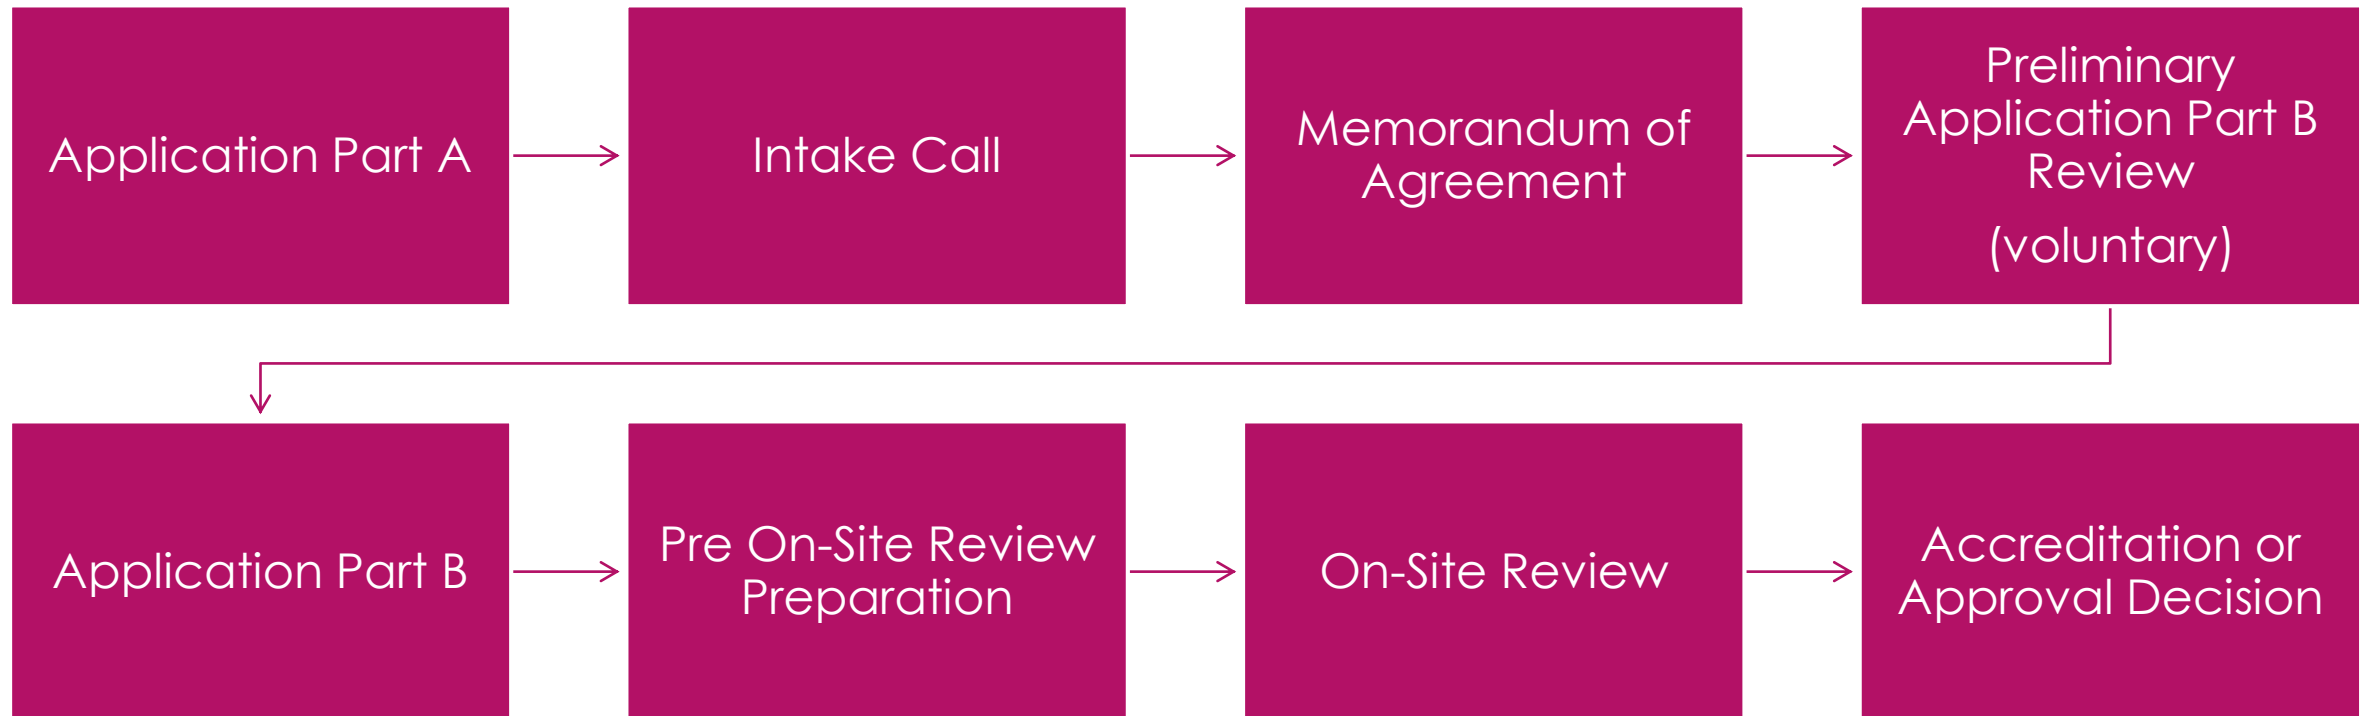 Application Part A
Intake Call
Memorandum of
Agreement
Preliminary
Application Part B
Review
(voluntary)
Application Part B
Pre On-Site Review
Preparation
On-Site Review
Accreditation or
Approval Decision